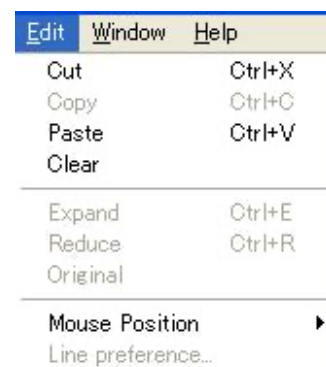 Edit Window Help
Cut Ctrl+X
Copy Ctrl+C
Paste Ctrl+V
Clear
Expand Ctrl+E
Reduce Ctrl+R
Original
Mouse Position
Line preference...